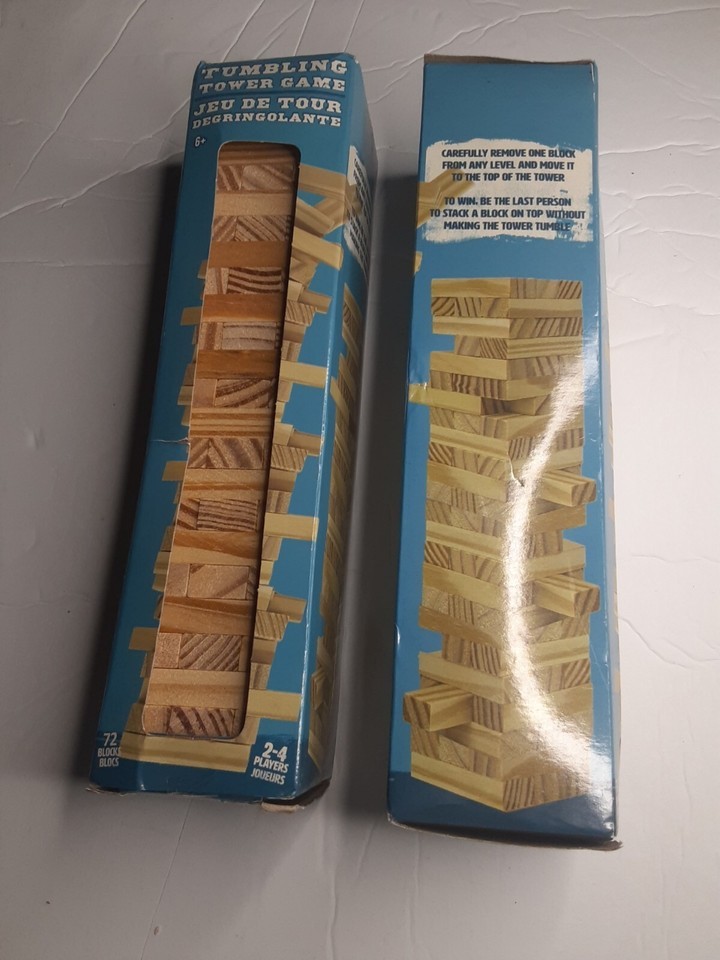 TUMBLING
TOWER GAME
JEU DE TOUR
DEGRINGOLANTE
6+
72
BLOCKS
BLOCS
2-4
PLAYERS
JOUEURS
CAREFULLY REMOVE ONE BLOCK
FROM ANY LEVEL AND MOVE IT
TO THE TOP OF THE TOWER
TO WIN, BE THE LAST PERSON
TO STACK A BLOCK ON TOP WITHOUT
MAKING THE TOWER TUMBLE